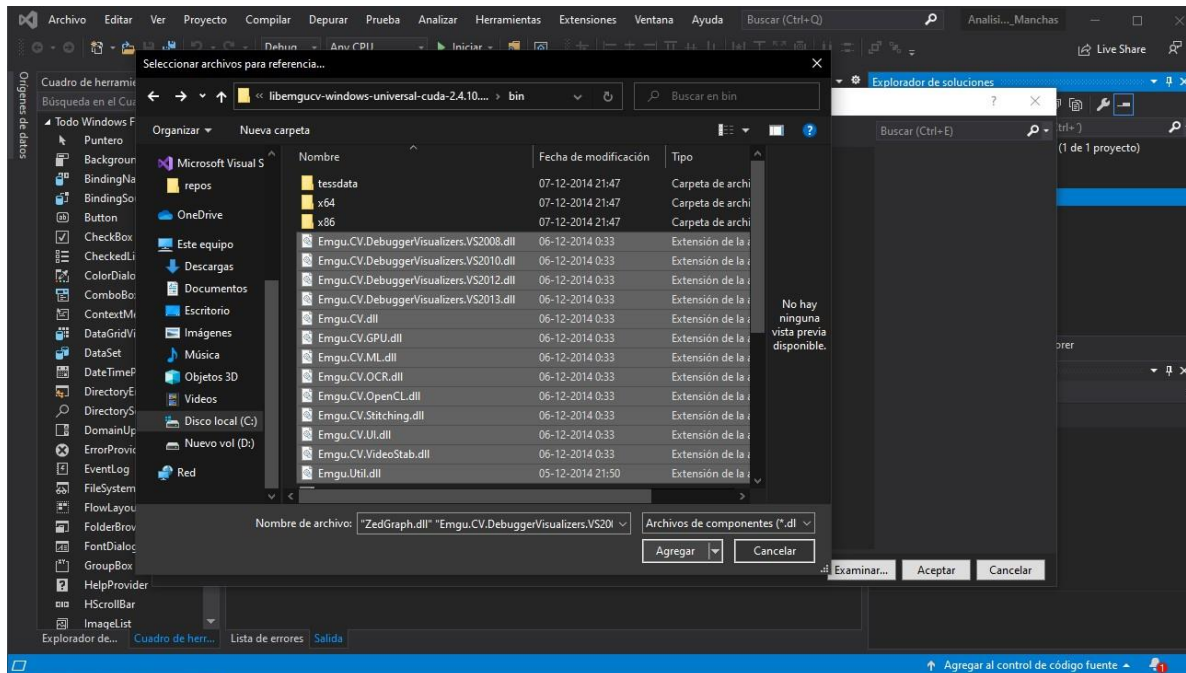 Archivo Editar Ver Proyecto Compilar Depurar Prueba Analizar Herramientas Extensiones Ventana Ayuda Buscar (Ctrl+Q) Analisi..._Manchas
Debug Any CPU Iniciar Live Share
Seleccionar archivos para referencia...
Orígenes de datos
Cuadro de herramie
Explorador de soluciones
« libemgucv-windows-universal-cuda-2.4.10.... > bin
Buscar en bin
Búsqueda en el Cua
Todo Windows F
Organizar Nueva carpeta
Buscar (Ctrl+E)
(1 de 1 proyecto)
Puntero
Backgroun
BindingNa
BindingSo
Button
CheckBox
CheckedLi
ColorDialo
ComboBo
ContextMe
DataGridVi
DataSet
DateTimeP
DirectoryE
DirectoryS
DomainUp
ErrorProvic
EventLog
FileSystem
FlowLayou
FolderBrov
FontDialog
GroupBox
HelpProvider
HScrollBar
ImageList
Microsoft Visual S
repos
OneDrive
Este equipo
Descargas
Documentos
Escritorio
Imágenes
Música
Objetos 3D
Videos
Disco local (C:)
Nuevo vol (D:)
Red
Nombre Fecha de modificación Tipo
tessdata 07-12-2014 21:47 Carpeta de archi
x64 07-12-2014 21:47 Carpeta de archi
x86 07-12-2014 21:47 Carpeta de archi
Emgu.CV.DebuggerVisualizers.VS2008.dll 06-12-2014 0:33 Extensión de la a
Emgu.CV.DebuggerVisualizers.VS2010.dll 06-12-2014 0:33 Extensión de la a
Emgu.CV.DebuggerVisualizers.VS2012.dll 06-12-2014 0:33 Extensión de la a
Emgu.CV.DebuggerVisualizers.VS2013.dll 06-12-2014 0:33 Extensión de la a
Emgu.CV.dll 06-12-2014 0:33 Extensión de la a
Emgu.CV.GPU.dll 06-12-2014 0:33 Extensión de la a
Emgu.CV.ML.dll 06-12-2014 0:33 Extensión de la a
Emgu.CV.OCR.dll 06-12-2014 0:33 Extensión de la a
Emgu.CV.OpenCL.dll 06-12-2014 0:33 Extensión de la a
Emgu.CV.Stitching.dll 06-12-2014 0:33 Extensión de la a
Emgu.CV.UI.dll 06-12-2014 0:33 Extensión de la a
Emgu.CV.VideoStab.dll 06-12-2014 0:33 Extensión de la a
Emgu.Util.dll 05-12-2014 21:50 Extensión de la a
No hay
ninguna
vista previa
disponible.
orer
Nombre de archivo: "ZedGraph.dll" "Emgu.CV.DebuggerVisualizers.VS20( Archivos de componentes (*.dl
Agregar Cancelar
Examinar... Aceptar Cancelar
Explorador de... Cuadro de herr... Lista de errores Salida
Agregar al control de código fuente 1